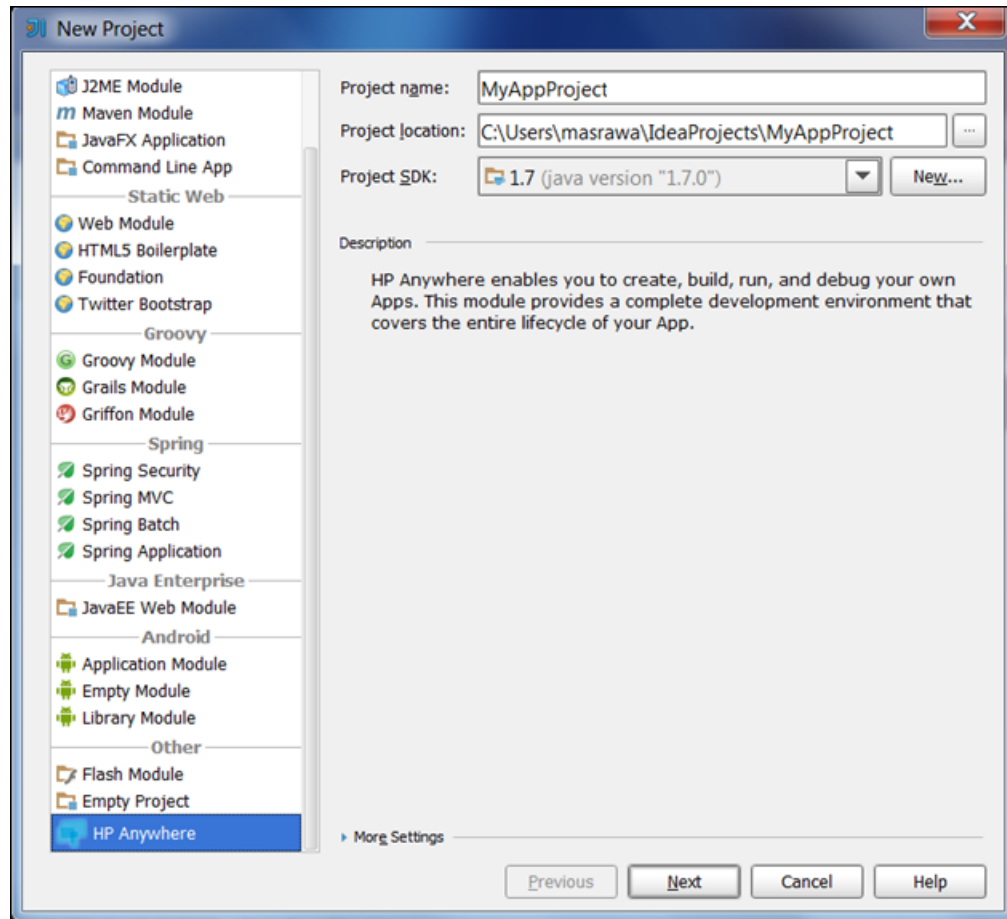 New Project
J2ME Module
Maven Module
JavaFX Application
Command Line App
Static Web
Web Module
HTML5 Boilerplate
Foundation
Twitter Bootstrap
Groovy
Groovy Module
Grails Module
Griffon Module
Spring
Spring Security
Spring MVC
Spring Batch
Spring Application
Java Enterprise
JavaEE Web Module
Android
Application Module
Empty Module
Library Module
Other
Flash Module
Empty Project
HP Anywhere
Project name: MyAppProject
Project location: C:\Users\masrawa\IdeaProjects\MyAppProject ...
Project SDK: 1.7 (java version "1.7.0") New...
Description
HP Anywhere enables you to create, build, run, and debug your own
Apps. This module provides a complete development environment that
covers the entire lifecycle of your App.
More Settings
Previous Next Cancel Help